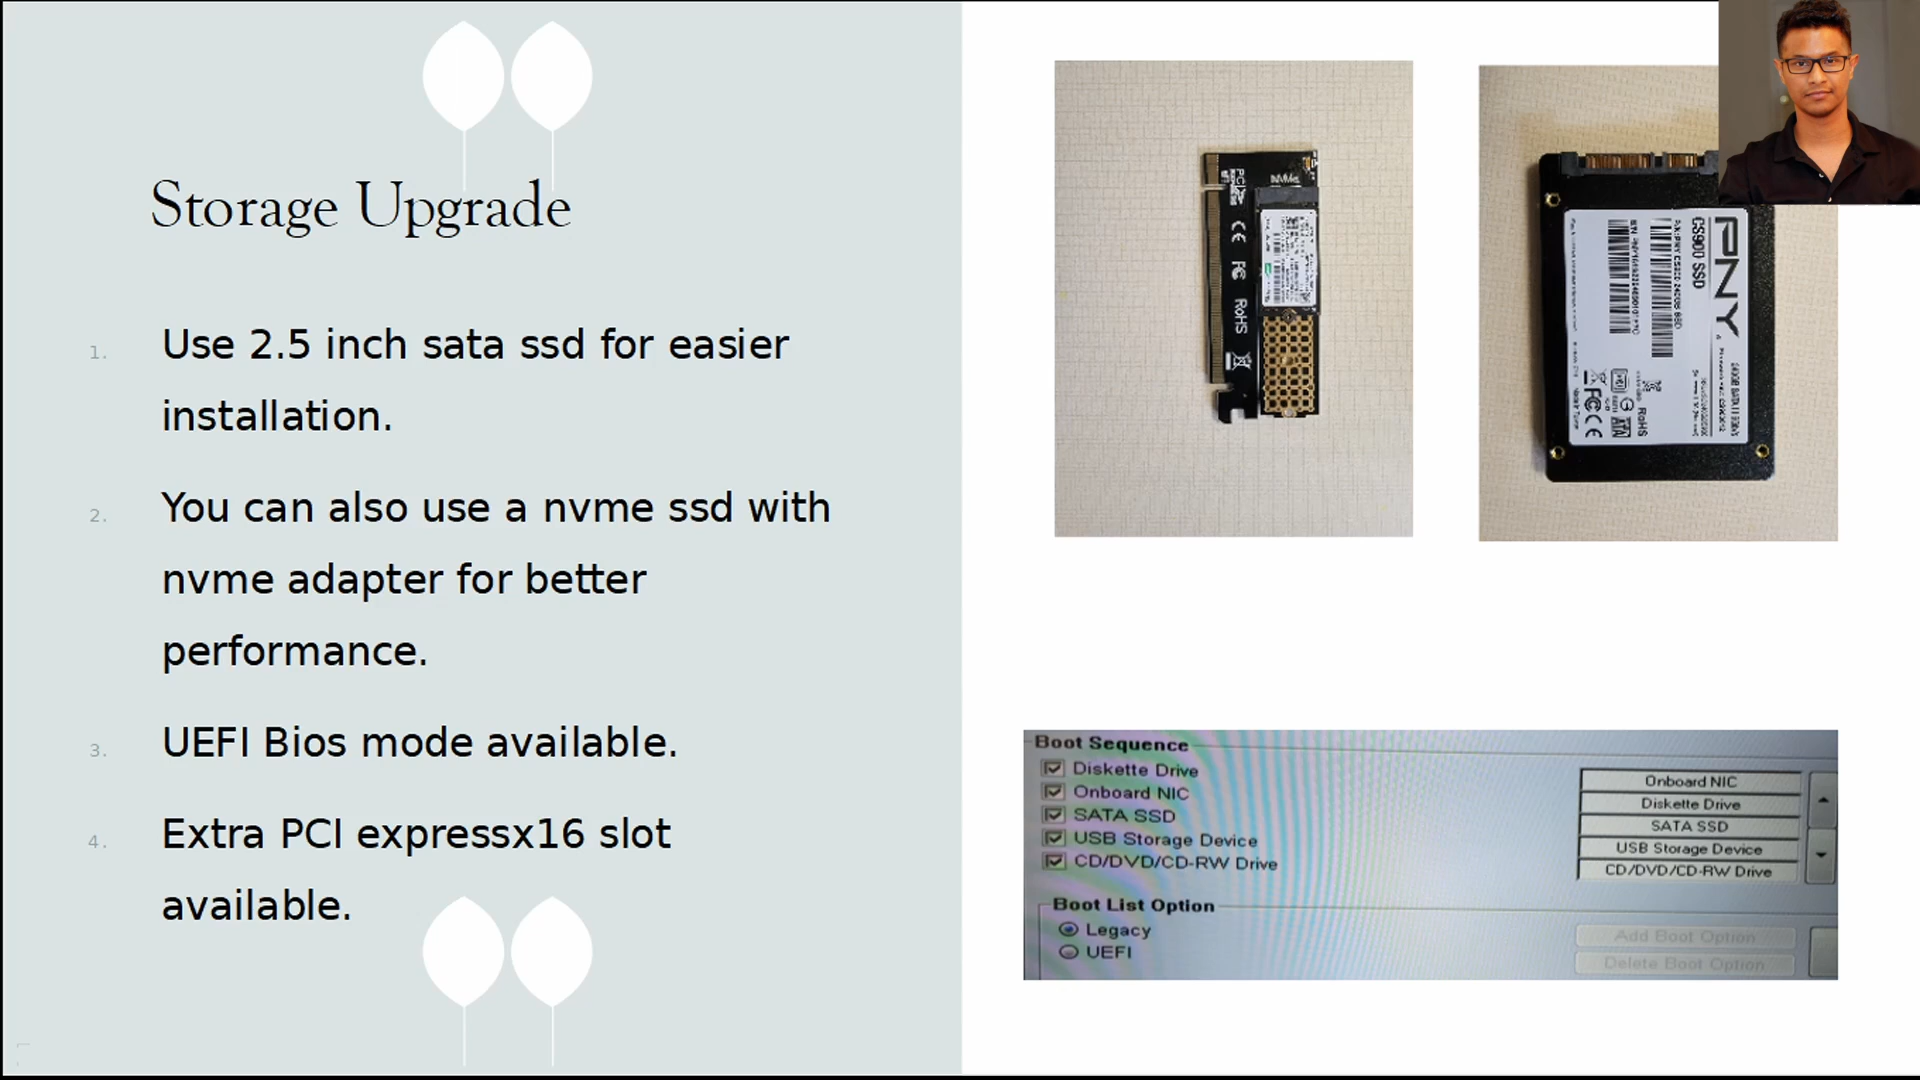 Storage Upgrade
1. Use 2.5 inch sata ssd for easier
installation.
2. You can also use a nvme ssd with
nvme adapter for better
performance.
3. UEFI Bios mode available.
4. Extra PCI expressx16 slot
available.
NVMe
CE
FC
RoHS
PNY
CS900 SSD
RoHS
SATA
FC CE
Boot Sequence
Diskette Drive
Onboard NIC
SATA SSD
USB Storage Device
CD/DVD/CD-RW Drive
Onboard NIC
Diskette Drive
SATA SSD
USB Storage Device
CD/DVD/CD-RW Drive
Boot List Option
Legacy
UEFI
Add Boot Option
Delete Boot Option